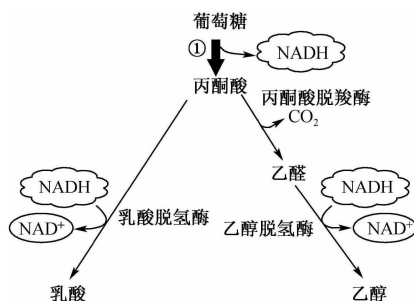 葡萄糖
① NADH
丙酮酸
丙酮酸脱羧酶
CO₂
乙醛
NADH
NADH
NAD⁺
乳酸脱氢酶
乙醇脱氢酶
NAD⁺
乳酸
乙醇